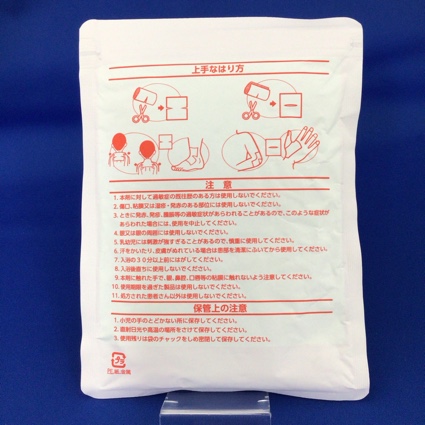 上手なはり方
注 意
1. 本剤に対して過敏症の既往歴のある方は使用しないでください。
2. 傷口、粘膜又は湿疹・発赤のある部位には使用しないでください。
3. ときに発赤、発疹、腫脹等の過敏症状があらわれることがあるので、このような症状が
あらわれた場合には、使用を中止してください。
4. 眼又は眼の周囲には使用しないでください。
5. 乳幼児には刺激が強すぎることがあるので、慎重に使用してください。
6. 汗をかいたり、皮膚がぬれている場合は患部を清潔にふいてから使用してください。
7. 入浴の30分以上前にはがしてください。
8. 入浴後直ちに使用しないでください。
9. 本剤に触れた手で、眼、鼻腔、口唇等の粘膜に触れないよう注意してください。
10. 使用期限を過ぎた製品は使用しないでください。
11. 処方された患者さん以外は使用しないでください。
保管上の注意
1. 小児の手のとどかない所に保存してください。
2. 直射日光や高温の場所をさけて保存してください。
3. 使用残りは袋のチャックをしめ密閉して保存してください。
プラ